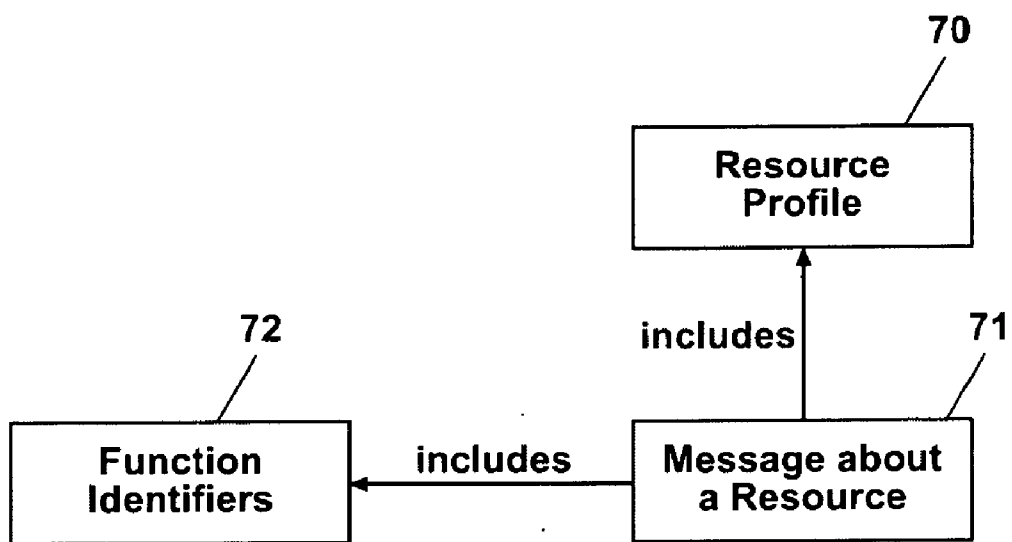 70
Resource
Profile
includes
71
72
Function
Identifiers
includes
Message about
a Resource